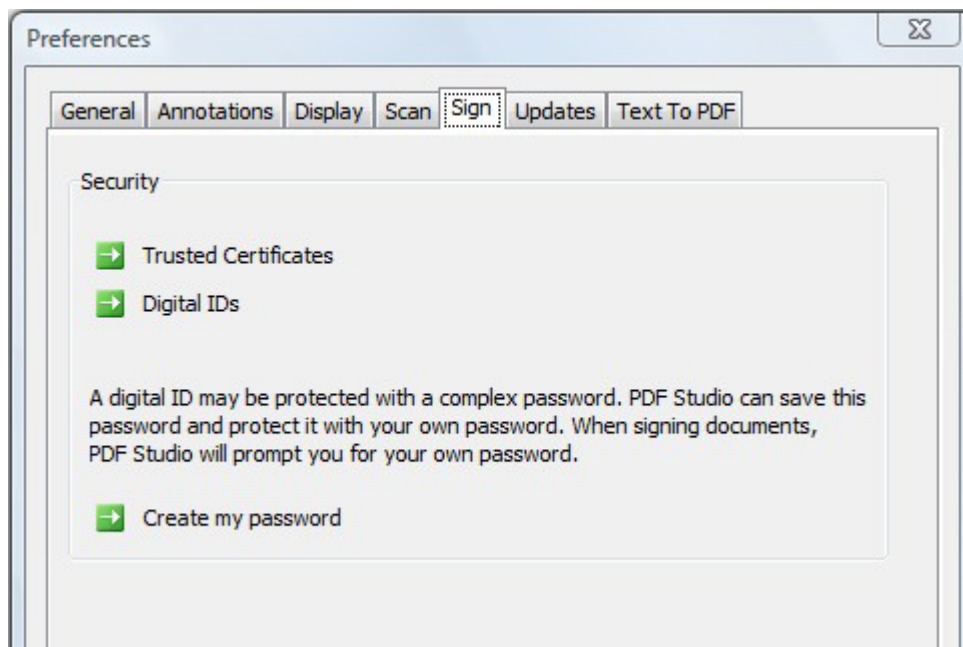 Preferences
General Annotations Display Scan Sign Updates Text To PDF
Security
Trusted Certificates
Digital IDs
A digital ID may be protected with a complex password. PDF Studio can save this
password and protect it with your own password. When signing documents,
PDF Studio will prompt you for your own password.
Create my password